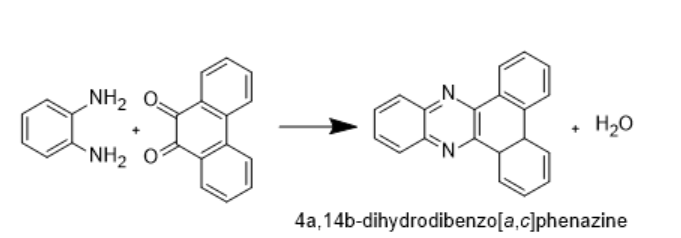 NH2
O
+
O
NH2
N
N
+ H2O
4a,14b-dihydrodibenzo[a,c]phenazine